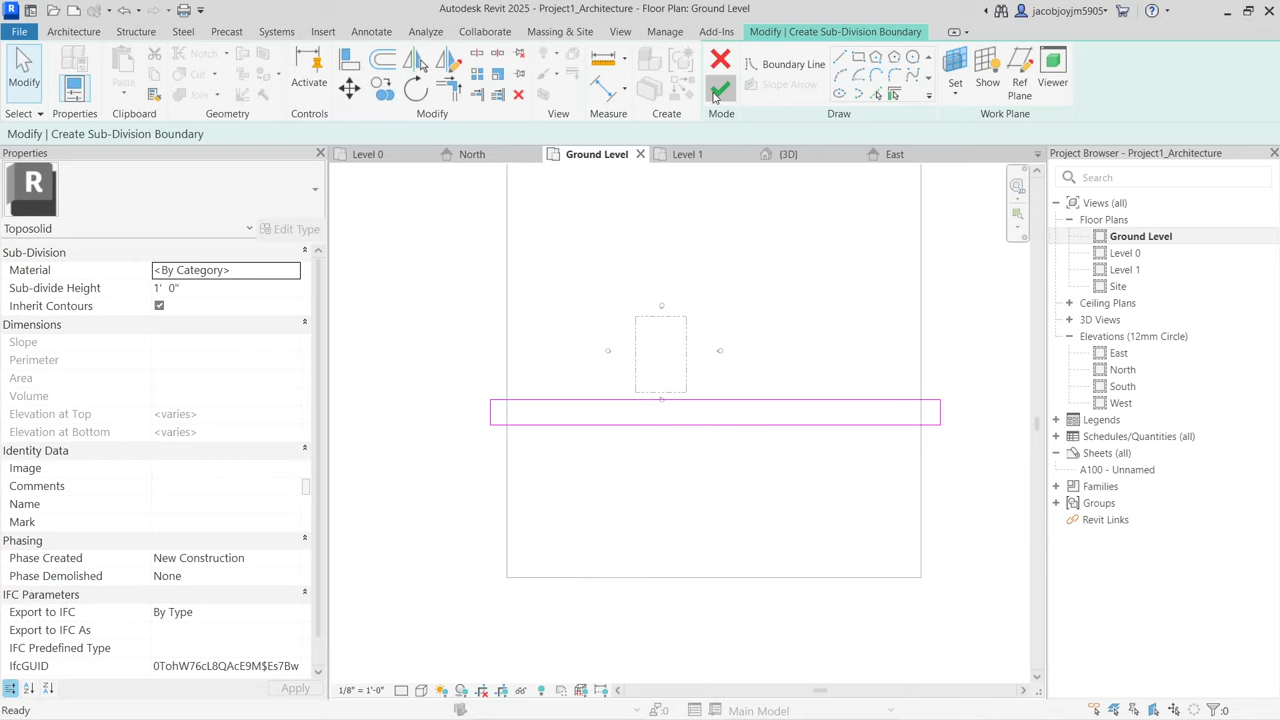 Autodesk Revit 2025 - Project1_Architecture - Floor Plan: Ground Level
jacobjoyjm5905
File Architecture Structure Steel Precast Systems Insert Annotate Analyze Massing & Site Collaborate View Manage Add-Ins Modify | Create Sub-Division Boundary
Modify Paste Notch Cut Join Activate Boundary Line Slope Arrow Set Show Ref Plane Viewer
Select Properties Clipboard Geometry Controls Modify View Measure Create Mode Draw Work Plane
Modify | Create Sub-Division Boundary
Properties
R
Toposolid
Edit Type
Sub-Division
Material <By Category>
Sub-divide Height 1' 0"
Inherit Contours
Dimensions
Slope
Perimeter
Area
Volume
Elevation at Top <varies>
Elevation at Bottom <varies>
Identity Data
Image
Comments
Name
Mark
Phasing
Phase Created New Construction
Phase Demolished None
IFC Parameters
Export to IFC By Type
Export to IFC As
IFC Predefined Type
IfcGUID 0TohW76cL8QAcE9M$Es7Bw
Apply
Ready
Level 0 North Ground Level Level 1 {3D} East
1/8" = 1'-0"
:0 Main Model :0
Project Browser - Project1_Architecture
Search
Views (all)
Floor Plans
Ground Level
Level 0
Level 1
Site
Ceiling Plans
3D Views
Elevations (12mm Circle)
East
North
South
West
Legends
Schedules/Quantities (all)
Sheets (all)
A100 - Unnamed
Families
Groups
Revit Links